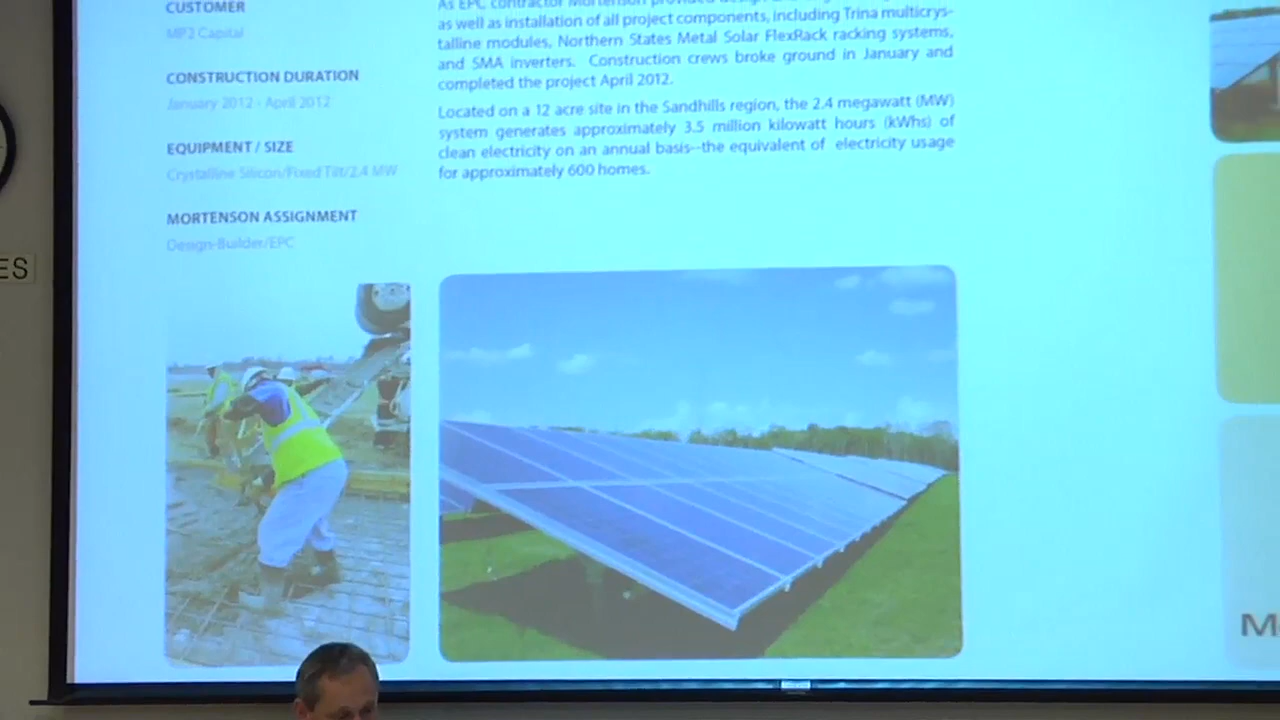 CUSTOMER
MP2 Capital
CONSTRUCTION DURATION
January 2012 - April 2012
EQUIPMENT / SIZE
Crystalline Silicon/Fixed Tilt/2.4 MW
MORTENSON ASSIGNMENT
Design-Builder/EPC
As EPC contractor Mortenson provided design
as well as installation of all project components, including Trina multicrys-
talline modules, Northern States Metal Solar FlexRack racking systems,
and SMA inverters. Construction crews broke ground in January and
completed the project April 2012.
Located on a 12 acre site in the Sandhills region, the 2.4 megawatt (MW)
system generates approximately 3.5 million kilowatt hours (kWhs) of
clean electricity on an annual basis--the equivalent of electricity usage
for approximately 600 homes.
ES
M